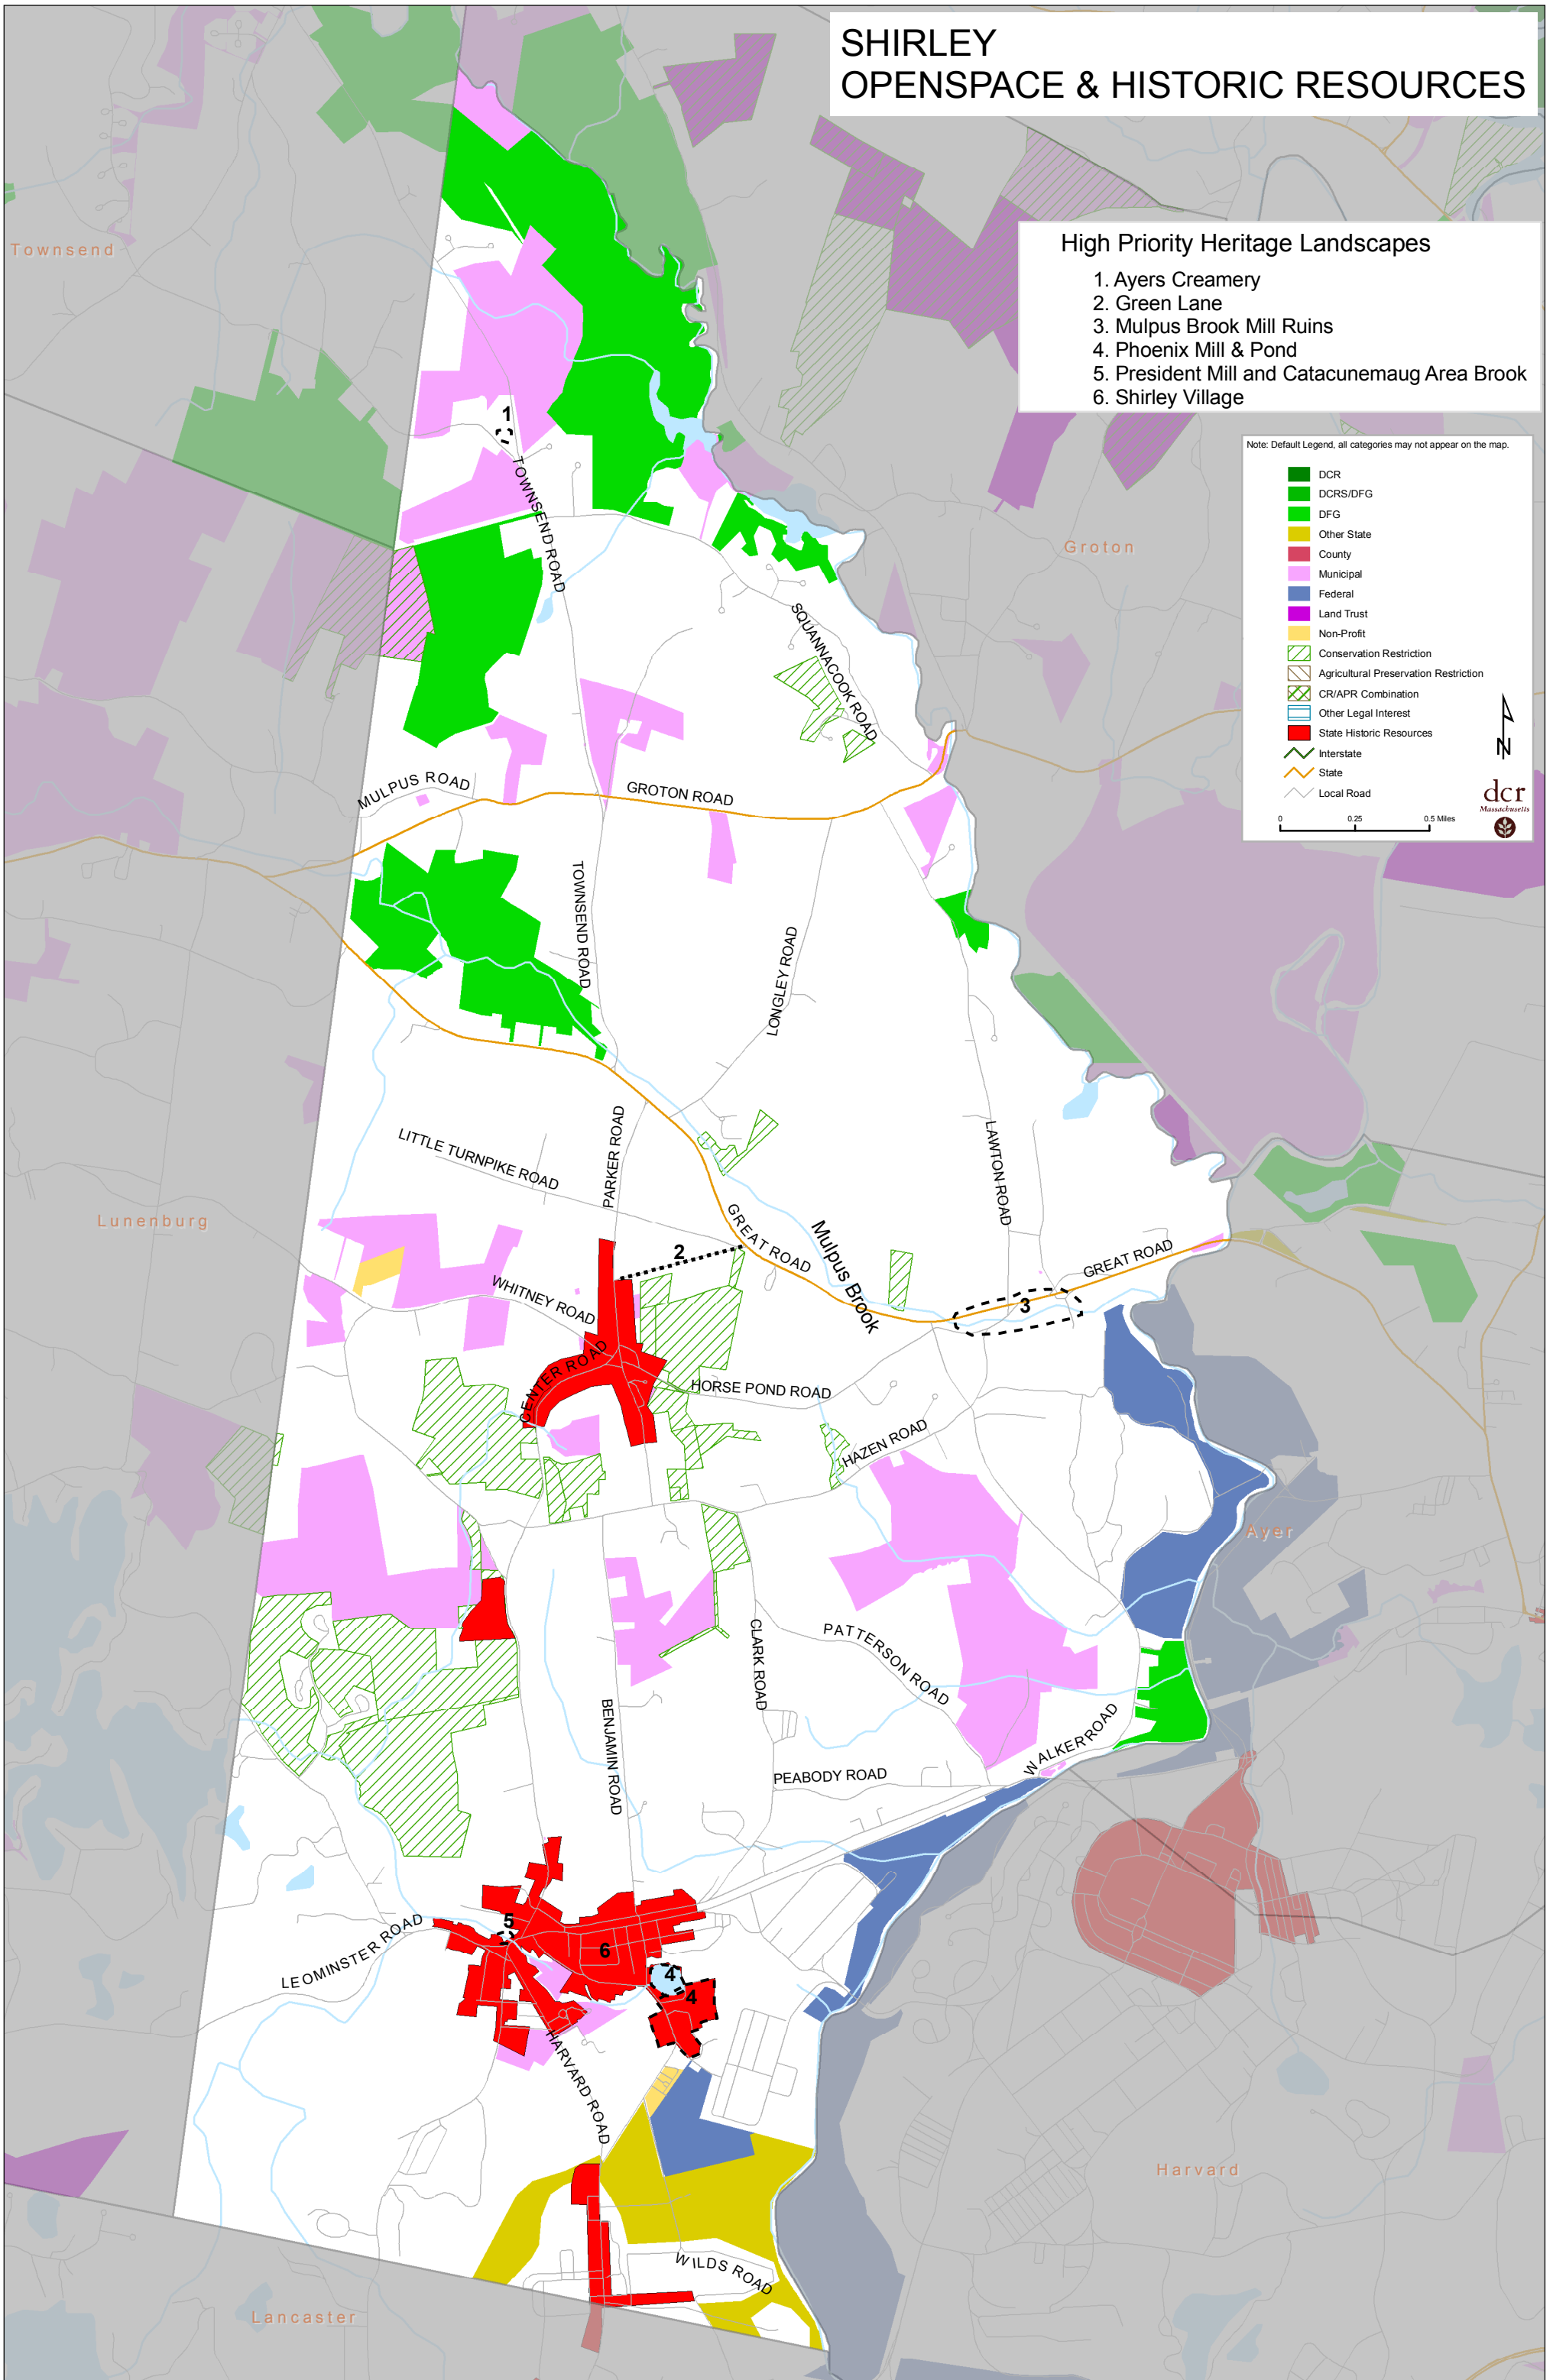 SHIRLEY
OPENSPACE & HISTORIC RESOURCES
High Priority Heritage Landscapes
1. Ayers Creamery
2. Green Lane
3. Mulpus Brook Mill Ruins
4. Phoenix Mill & Pond
5. President Mill and Catacunemaug Area Brook
6. Shirley Village
Note: Default Legend, all categories may not appear on the map.
DCR
DCRS/DFG
DFG
Other State
County
Municipal
Federal
Land Trust
Non-Profit
Conservation Restriction
Agricultural Preservation Restriction
CR/APR Combination
Other Legal Interest
State Historic Resources
Interstate
State
Local Road
N
dcr
Massachusetts
0 0.25 0.5 Miles
Townsend
1
TOWNSEND ROAD
Groton
SQUANNACOOK ROAD
MULPUS ROAD
GROTON ROAD
TOWNSEND ROAD
LONGLEY ROAD
LITTLE TURNPIKE ROAD
PARKER ROAD
LAWTON ROAD
Lunenburg
2
GREAT ROAD
Mulpus Brook
GREAT ROAD
3
WHITNEY ROAD
CENTER ROAD
HORSE POND ROAD
HAZEN ROAD
Ayer
CLARK ROAD
PATTERSON ROAD
BENJAMIN ROAD
WALKER ROAD
PEABODY ROAD
5
LEOMINSTER ROAD
6
4
4
HARVARD ROAD
Harvard
WILDS ROAD
Lancaster